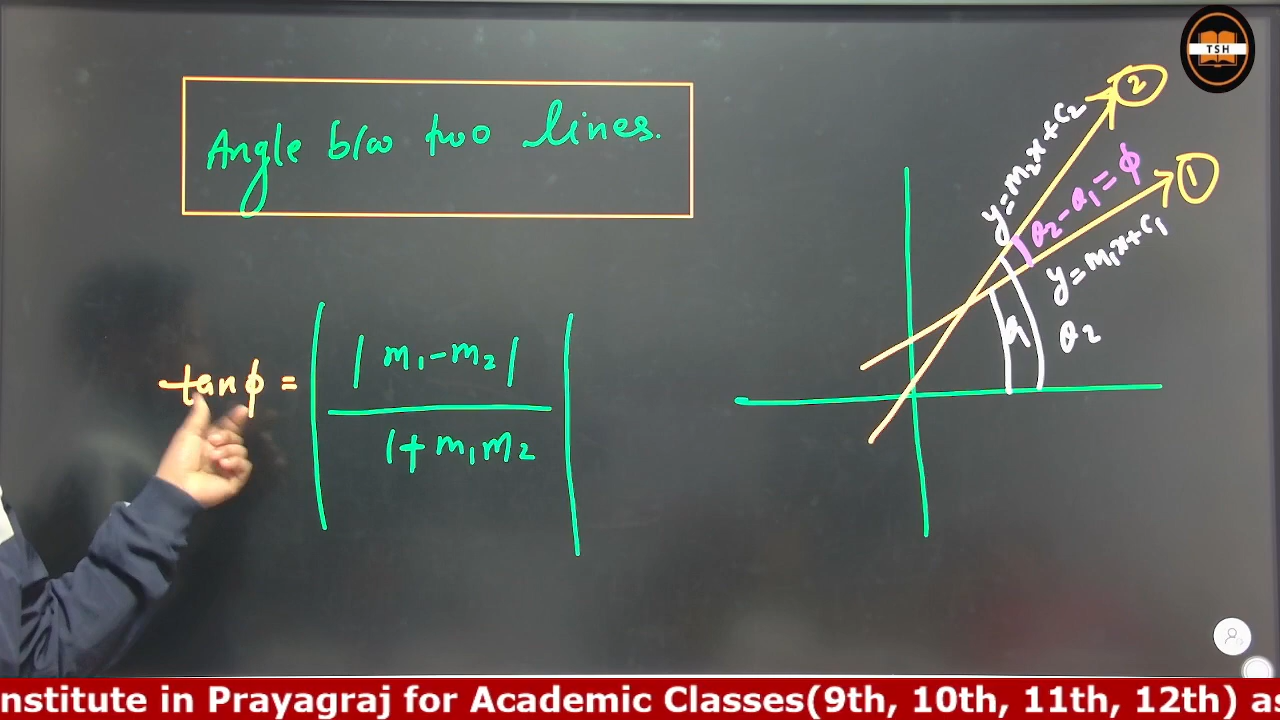 TSH
Angle b/w two lines.
y=m₂x+c₂
②
θ₂-θ₁=ϕ
①
y=m₁x+c₁
θ₁
θ₂
tanϕ = | |m₁-m₂| / 1+m₁m₂ |
nstitute in Prayagraj for Academic Classes(9th, 10th, 11th, 12th) as